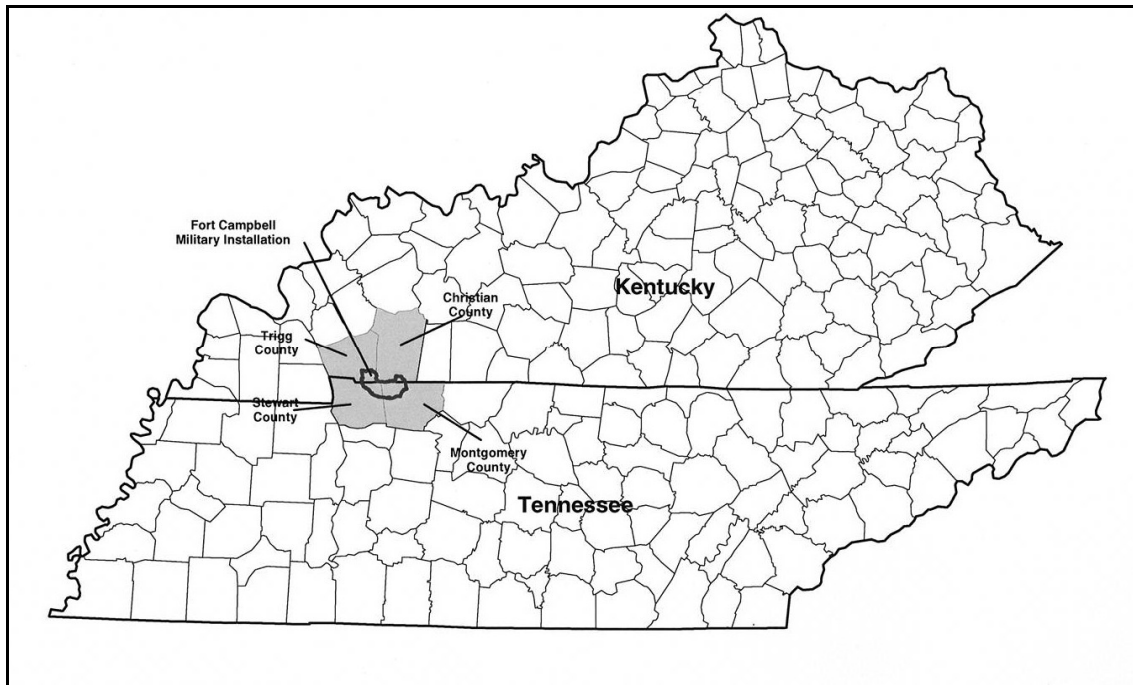 Fort Campbell
Military Installation
Christian
County
Kentucky
Trigg
County
Stewart
County
Montgomery
County
Tennessee